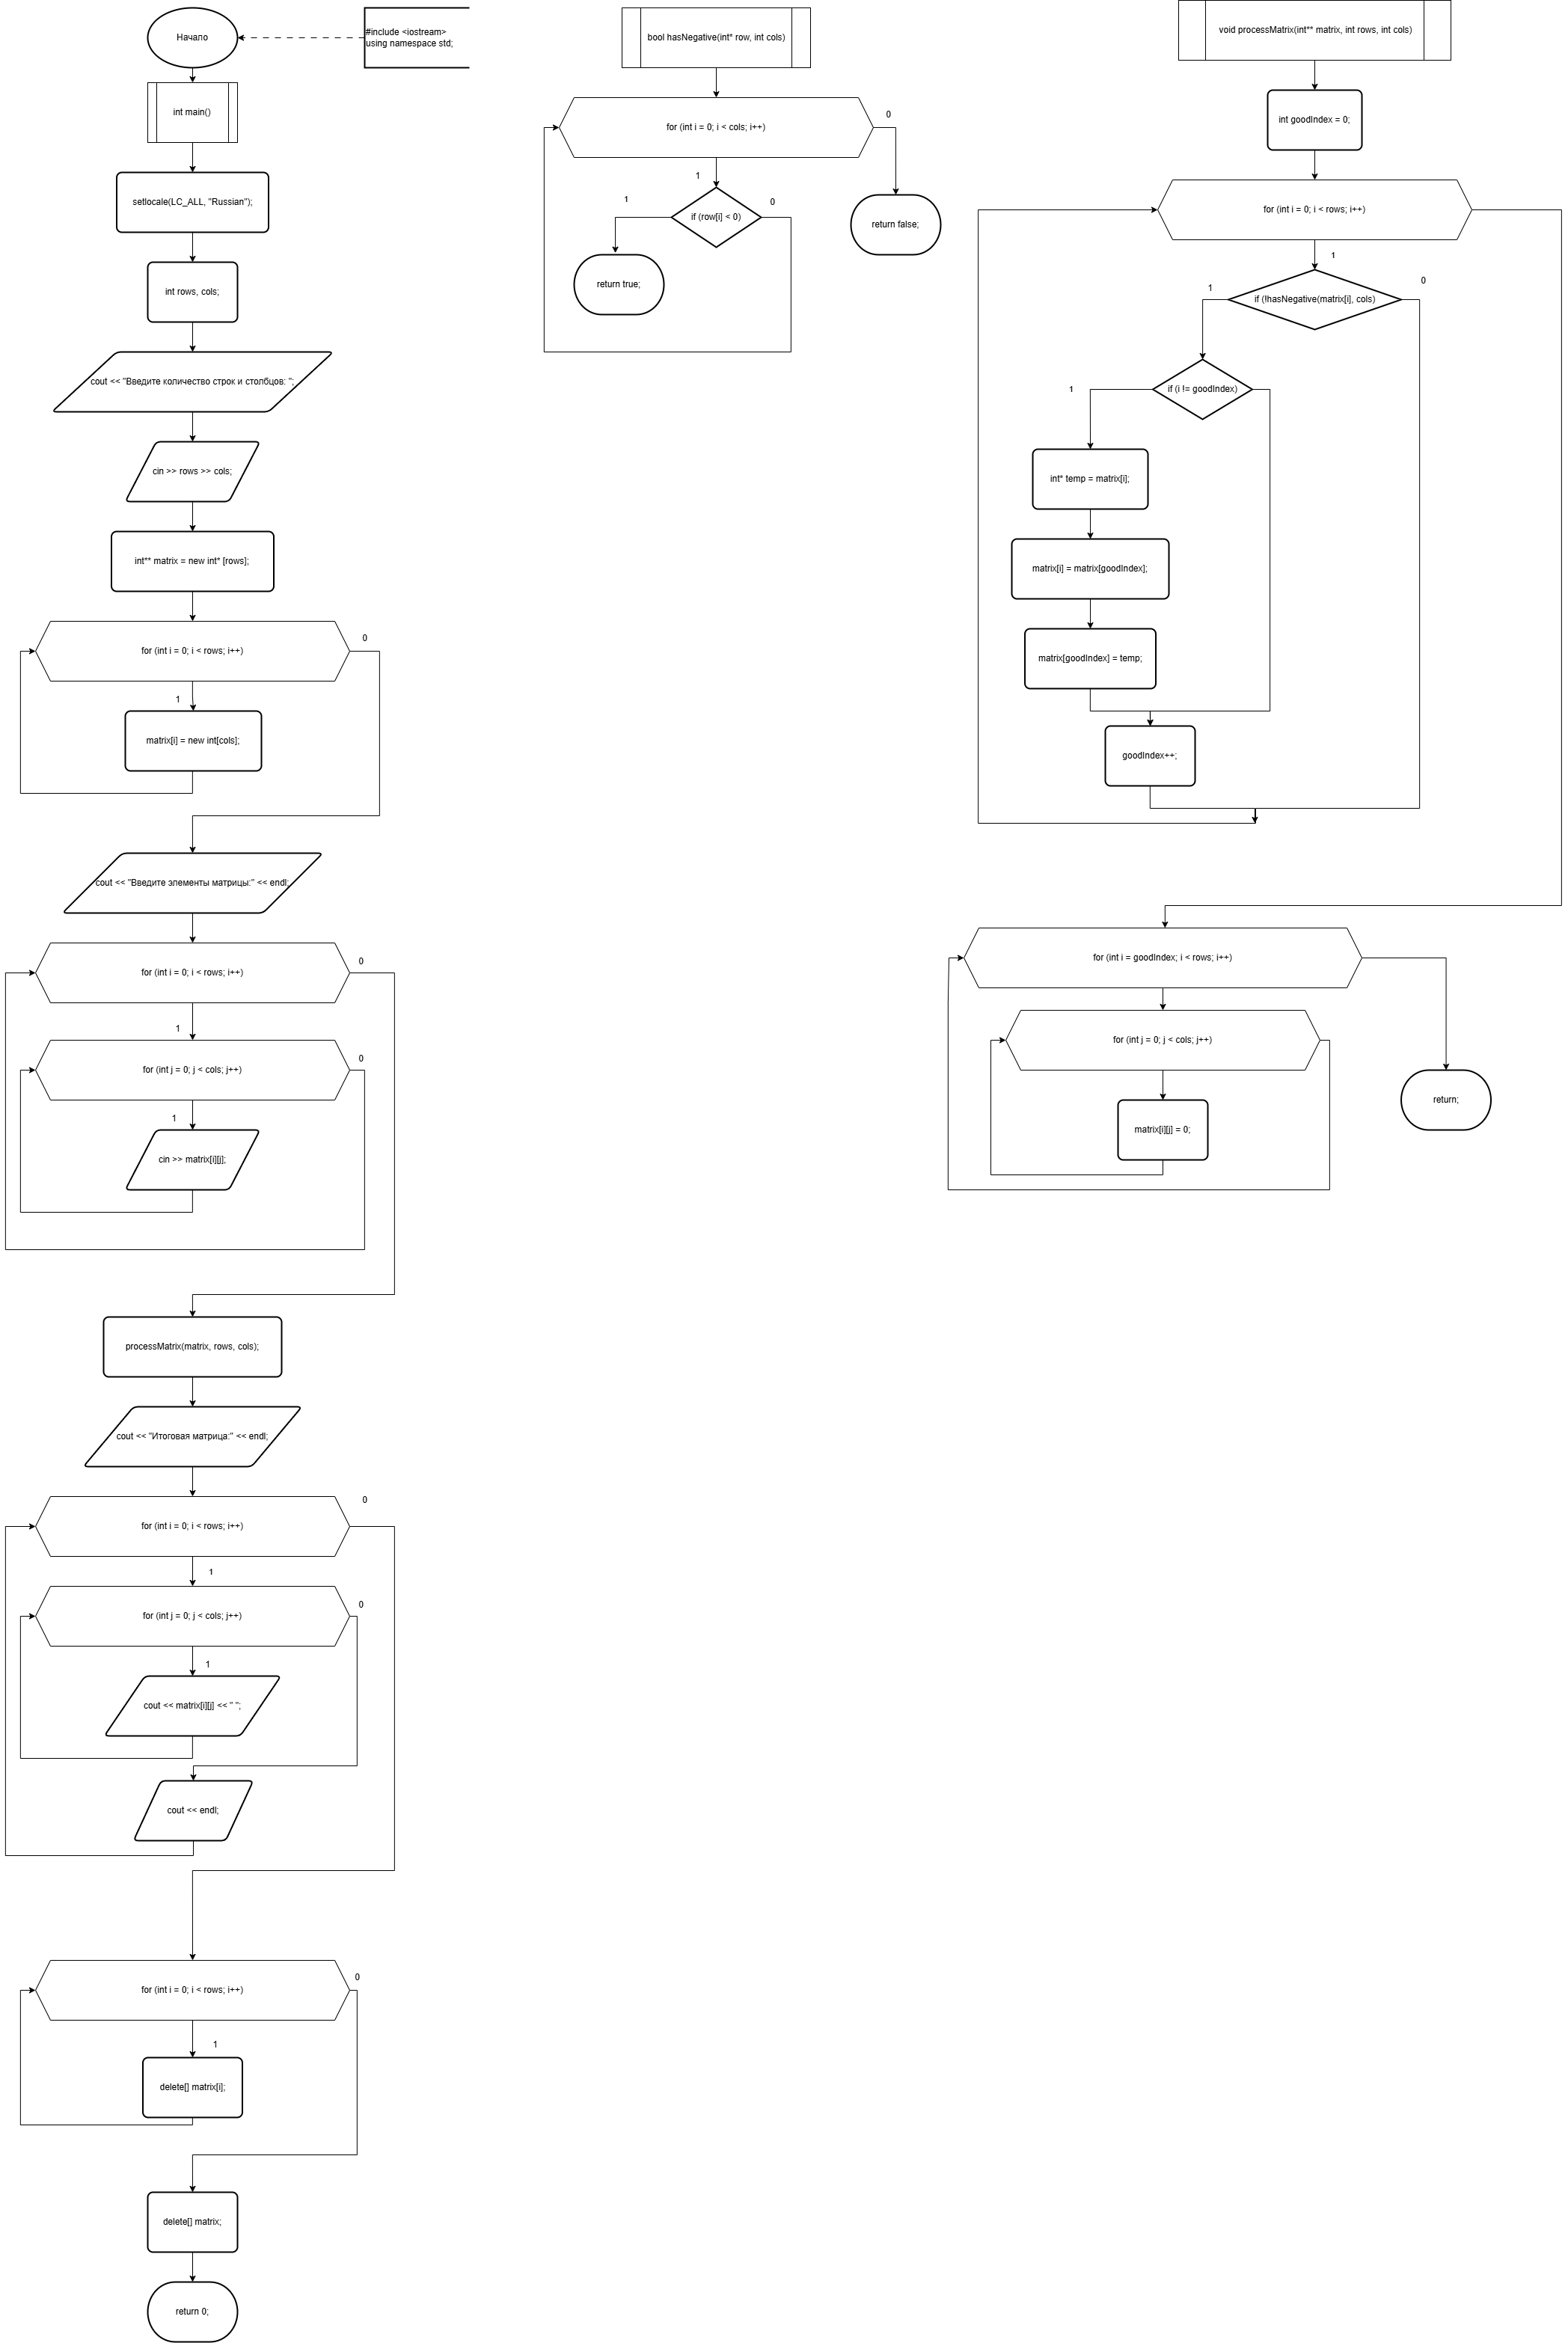 Начало
#include <iostream>
using namespace std;
int main()
setlocale(LC_ALL, "Russian");
int rows, cols;
cout << "Введите количество строк и столбцов: ";
cin >> rows >> cols;
int** matrix = new int* [rows];
for (int i = 0; i < rows; i++)
0
1
matrix[i] = new int[cols];
cout << "Введите элементы матрицы:" << endl;
for (int i = 0; i < rows; i++)
0
1
for (int j = 0; j < cols; j++)
0
1
cin >> matrix[i][j];
processMatrix(matrix, rows, cols);
cout << "Итоговая матрица:" << endl;
for (int i = 0; i < rows; i++)
0
1
for (int j = 0; j < cols; j++)
0
1
cout << matrix[i][j] << " ";
cout << endl;
for (int i = 0; i < rows; i++)
0
1
delete[] matrix[i];
delete[] matrix;
return 0;
bool hasNegative(int* row, int cols)
for (int i = 0; i < cols; i++)
0
1
if (row[i] < 0)
1
0
return true;
return false;
void processMatrix(int** matrix, int rows, int cols)
int goodIndex = 0;
for (int i = 0; i < rows; i++)
1
if (!hasNegative(matrix[i], cols)
1
0
if (i != goodIndex)
1
int* temp = matrix[i];
matrix[i] = matrix[goodIndex];
matrix[goodIndex] = temp;
goodIndex++;
for (int i = goodIndex; i < rows; i++)
for (int j = 0; j < cols; j++)
matrix[i][j] = 0;
return;